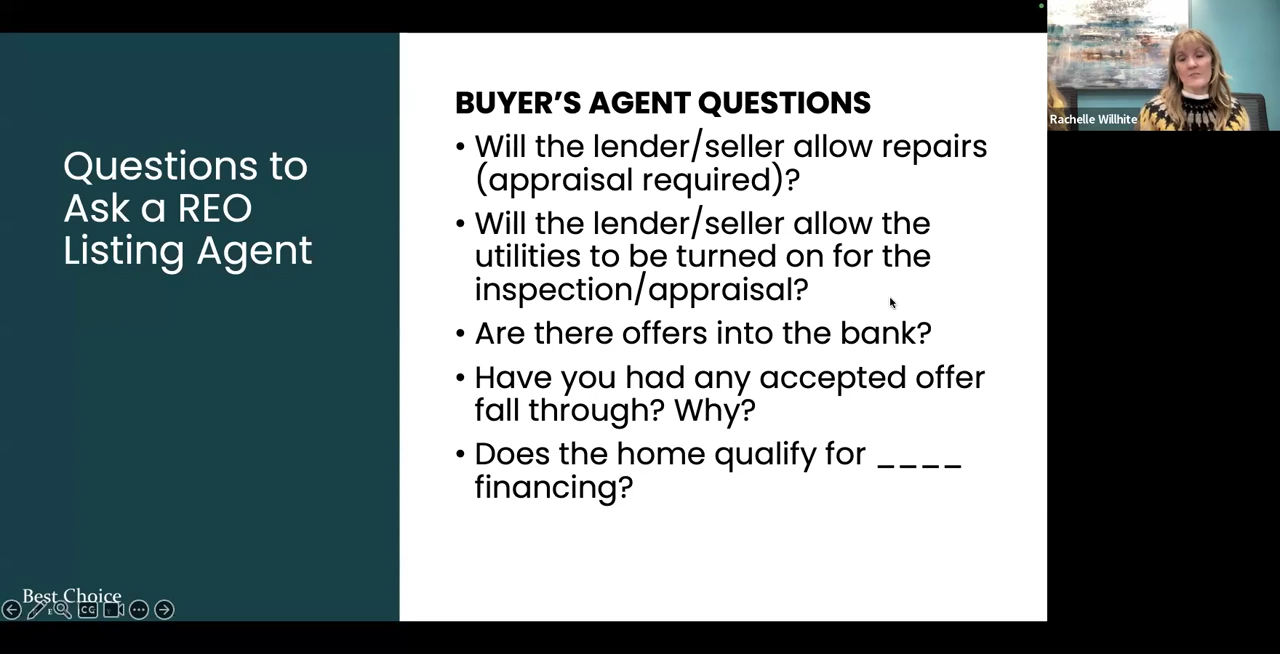 Questions to
Ask a REO
Listing Agent
BUYER’S AGENT QUESTIONS
• Will the lender/seller allow repairs
(appraisal required)?
• Will the lender/seller allow the
utilities to be turned on for the
inspection/appraisal?
• Are there offers into the bank?
• Have you had any accepted offer
fall through? Why?
• Does the home qualify for ____
financing?
Rachelle Willhite
Best Choice
CC